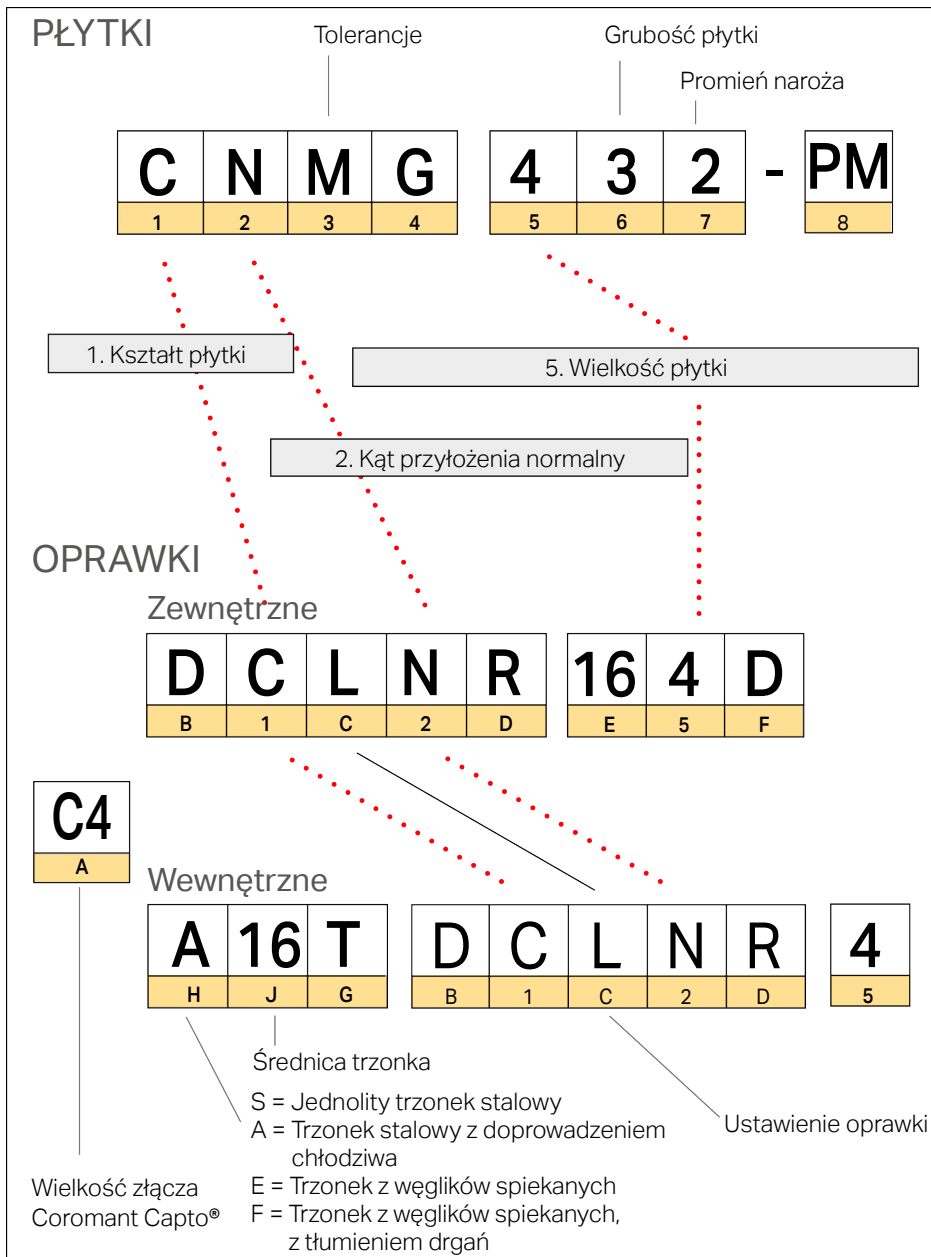 PŁYTKI
Tolerancje
Grubość płytki
Promień naroża
C N M G 4 3 2 - PM
1 2 3 4 5 6 7 8
1. Kształt płytki
5. Wielkość płytki
2. Kąt przyłożenia normalny
OPRAWKI
Zewnętrzne
D C L N R 16 4 D
B 1 C 2 D E 5 F
C4
A
Wewnętrzne
A 16 T D C L N R 4
H J G B 1 C 2 D 5
Średnica trzonka
S = Jednolity trzonek stalowy
A = Trzonek stalowy z doprowadzeniem
chłodziwa
E = Trzonek z węglików spiekanych
F = Trzonek z węglików spiekanych,
z tłumieniem drgań
Ustawienie oprawki
Wielkość złącza
Coromant Capto®